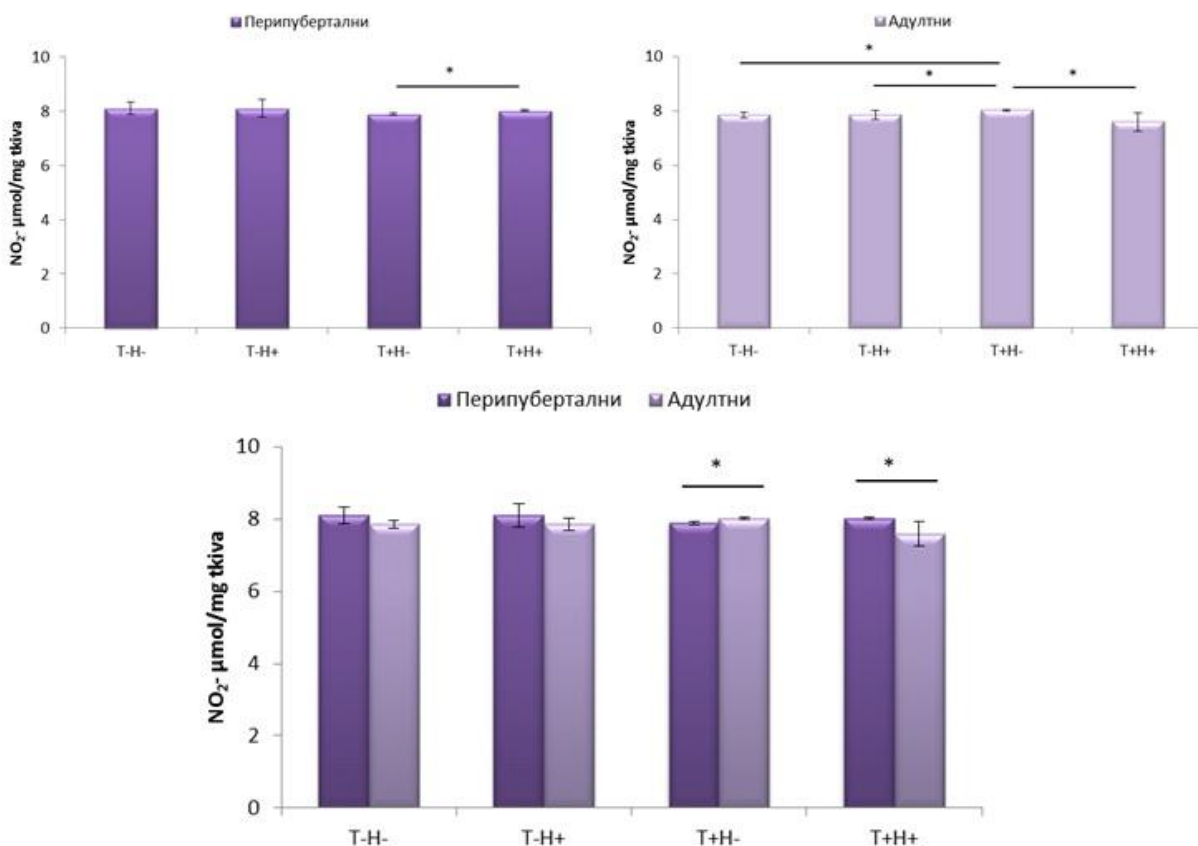 Перипубертални
NO₂- µmol/mg tkiva
10
8
6
4
2
0
*
T-H-
T-H+
T+H-
T+H+
Адултни
NO₂- µmol/mg tkiva
10
8
6
4
2
0
*
*
*
T-H-
T-H+
T+H-
T+H+
Перипубертални Адултни
NO₂- µmol/mg tkiva
10
8
6
4
2
0
*
*
T-H-
T-H+
T+H-
T+H+